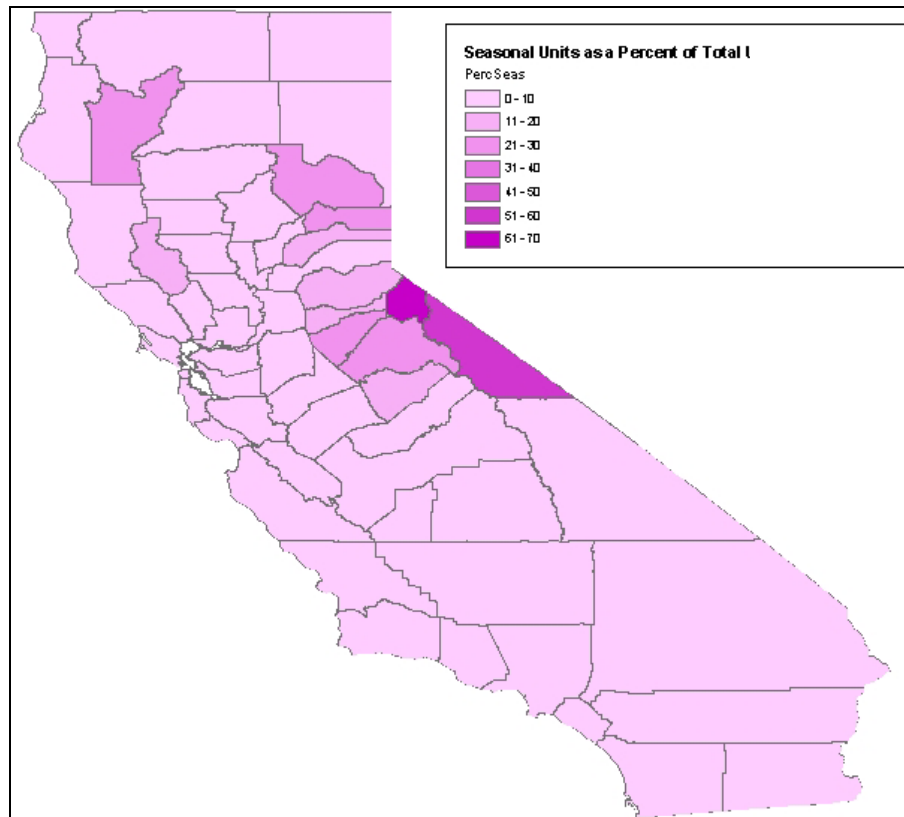 Seasonal Units as a Percent of Total U
PercSeas
0 - 10
11 - 20
21 - 30
31 - 40
41 - 50
51 - 60
61 - 70